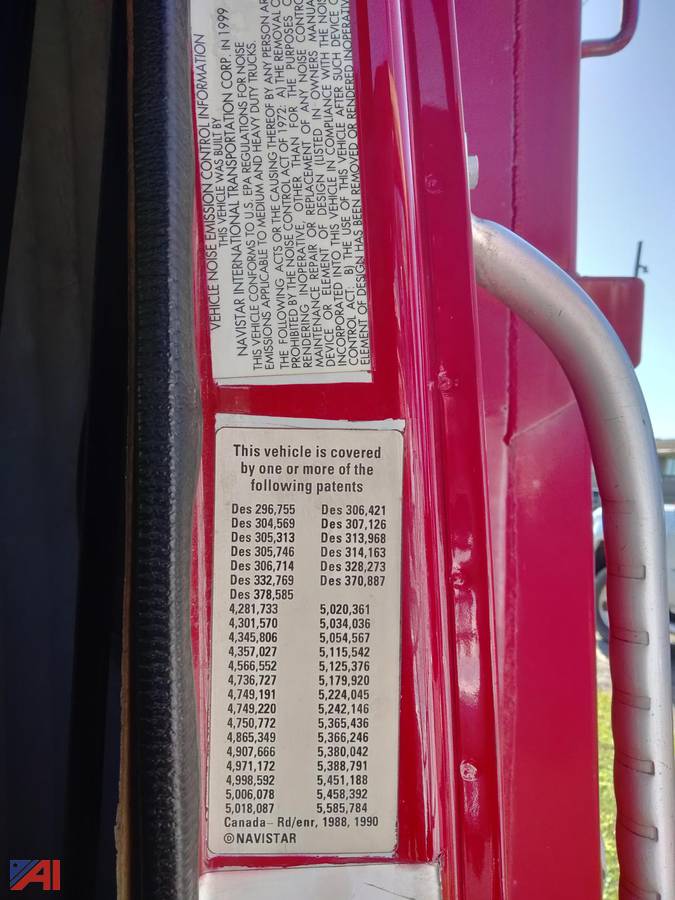 VEHICLE NOISE EMISSION CONTROL INFORMATION
THIS VEHICLE WAS BUILT BY
NAVISTAR INTERNATIONAL TRANSPORTATION CORP. IN 1999
THIS VEHICLE CONFORMS TO U.S. EPA REGULATIONS FOR NOISE
EMISSIONS APPLICABLE TO MEDIUM AND HEAVY DUTY TRUCKS.
THE FOLLOWING ACTS OR THE CAUSING THEREOF BY ANY PERSON ARE
PROHIBITED BY THE NOISE CONTROL ACT OF 1972: A) THE REMOVAL O
RENDERING INOPERATIVE, OTHER THAN FOR THE PURPOSES O
MAINTENANCE REPAIR OR REPLACEMENT OF ANY NOISE CONTRO
DEVICE OR ELEMENT OF DESIGN (LISTED IN OWNERS MANUA
INCORPORATED INTO THIS VEHICLE IN COMPLIANCE WITH THE NOIS
CONTROL ACT. B) THE USE OF THIS VEHICLE AFTER SUCH DEVICE O
ELEMENT OF DESIGN HAS BEEN REMOVED OR RENDERED INOPERATIVE
This vehicle is covered
by one or more of the
following patents
Des 296,755 Des 306,421
Des 304,569 Des 307,126
Des 305,313 Des 313,968
Des 305,746 Des 314,163
Des 306,714 Des 328,273
Des 332,769 Des 370,887
Des 378,585
4,281,733 5,020,361
4,301,570 5,034,036
4,345,806 5,054,567
4,357,027 5,115,542
4,566,552 5,125,376
4,736,727 5,179,920
4,749,191 5,224,045
4,749,220 5,242,146
4,750,772 5,365,436
4,865,349 5,366,246
4,907,666 5,380,042
4,971,172 5,388,791
4,998,592 5,451,188
5,006,078 5,458,392
5,018,087 5,585,784
Canada- Rd/enr, 1988, 1990
© NAVISTAR
AI